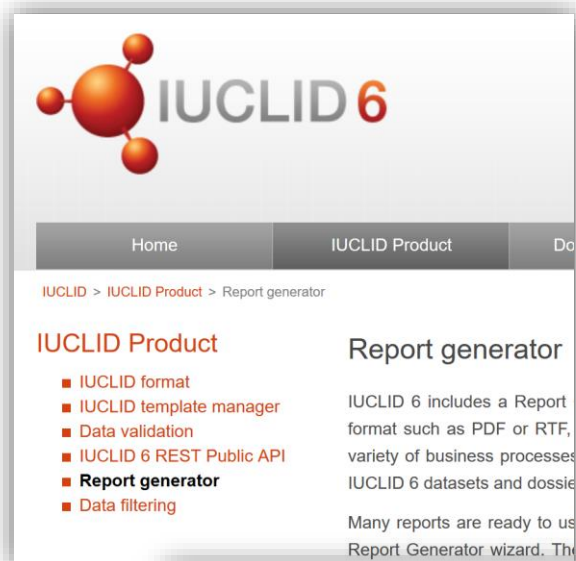 IUCLID 6
Home IUCLID Product Do
IUCLID > IUCLID Product > Report generator
IUCLID Product
IUCLID format
IUCLID template manager
Data validation
IUCLID 6 REST Public API
Report generator
Data filtering
Report generator
IUCLID 6 includes a Report
format such as PDF or RTF,
variety of business processes
IUCLID 6 datasets and dossie
Many reports are ready to us
Report Generator wizard. The